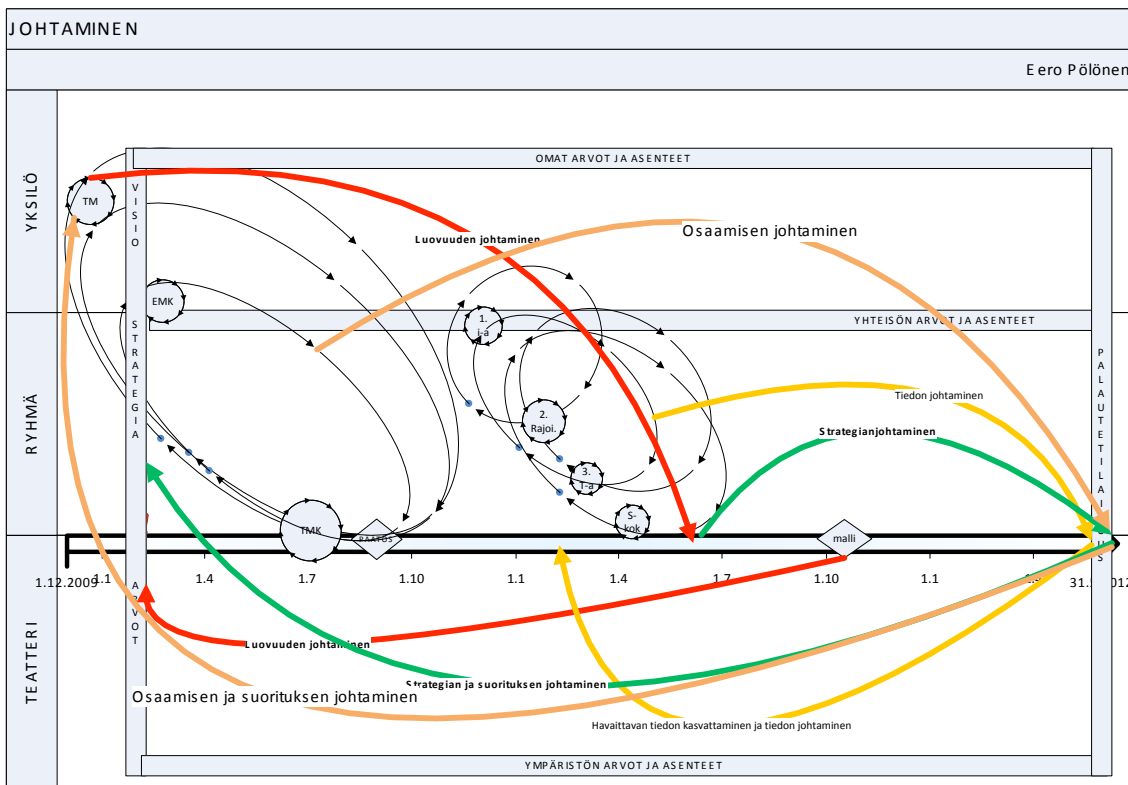 JOHTAMINEN
Eero Pölönen
YKSILÖ
RYHMÄ
TEATTERI
OMAT ARVOT JA ASENTEET
VISIO
STRATEGIA
ARVOT
TM
Luovuuden johtaminen
Osaamisen johtaminen
EMK
1.
i-a
YHTEISÖN ARVOT JA ASENTEET
Tiedon johtaminen
2.
Rajoi.
Strategianjohtaminen
3.
T-a
S-
kok
TMK
malli
1.12.2009
1.1
1.4
1.7
1.10
1.1
1.4
1.7
1.10
1.1
Luovuuden johtaminen
Strategian ja suorituksen johtaminen
Osaamisen ja suorituksen johtaminen
Havaittavan tiedon kasvattaminen ja tiedon johtaminen
YMPÄRISTÖN ARVOT JA ASENTEET